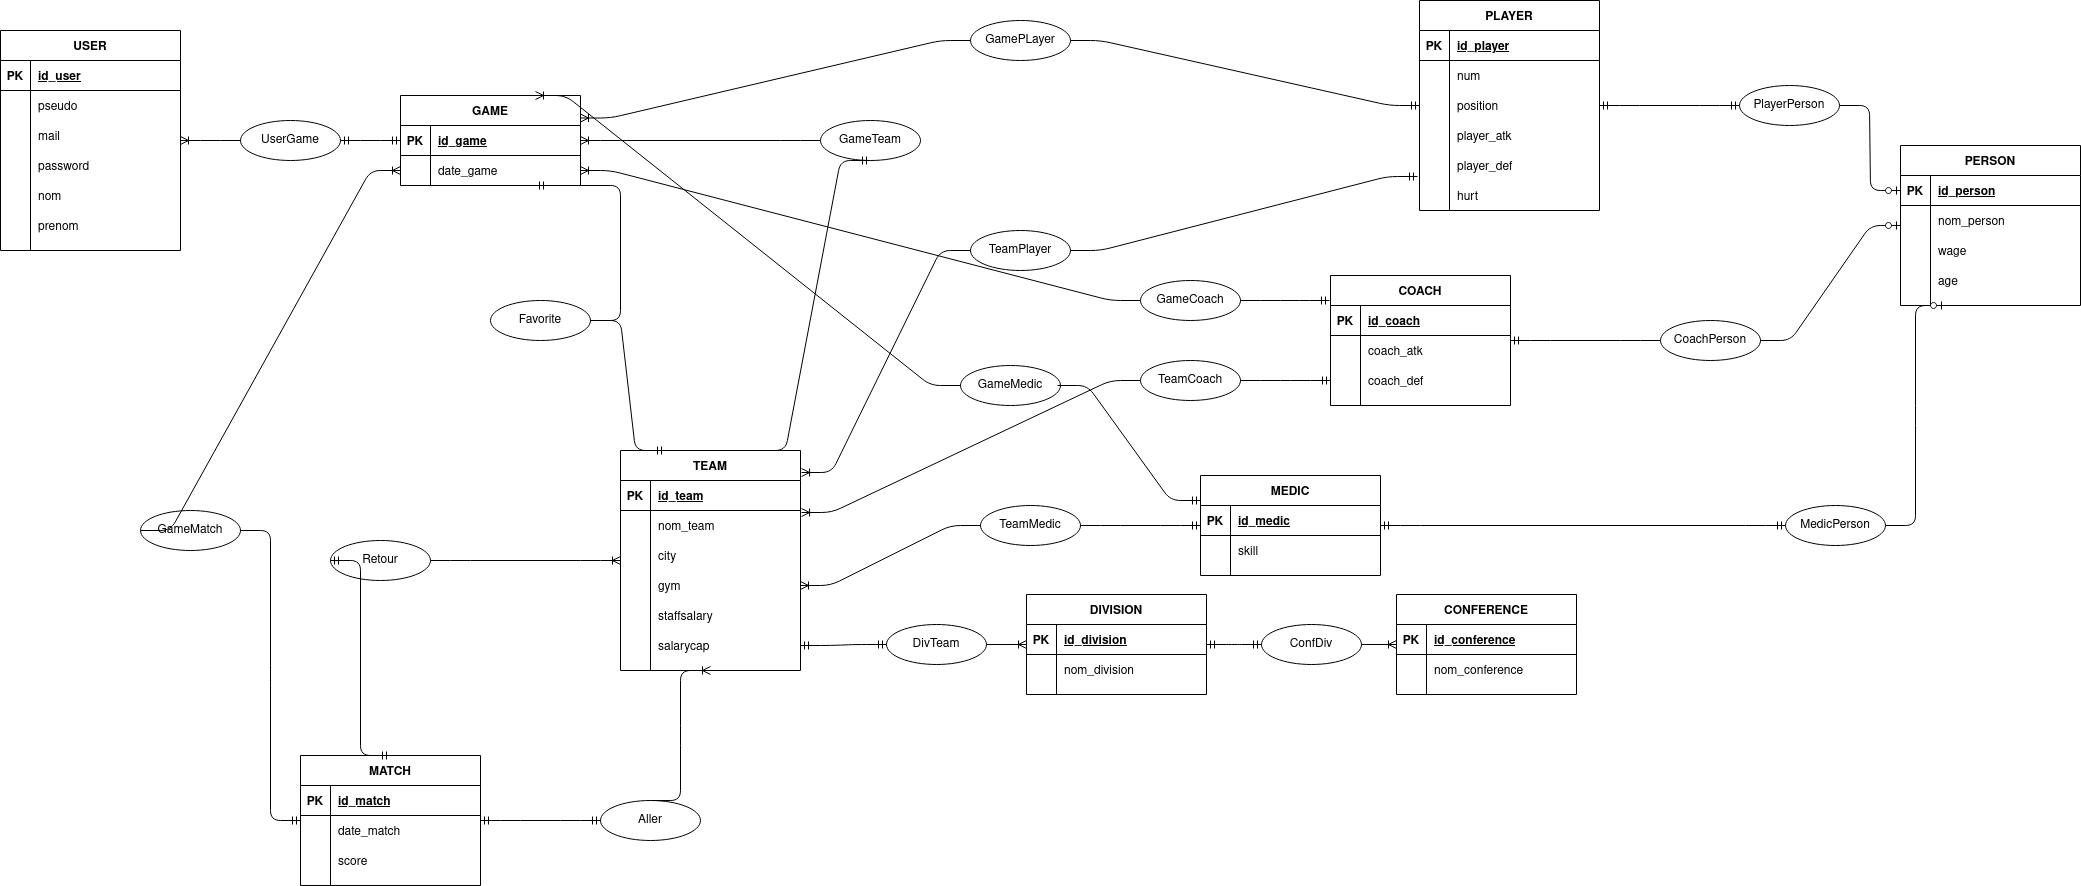 USER
PK id_user
pseudo
mail
password
nom
prenom
UserGame
GAME
PK id_game
date_game
GamePLayer
GameTeam
PLAYER
PK id_player
num
position
player_atk
player_def
hurt
PlayerPerson
PERSON
PK id_person
nom_person
wage
age
TeamPlayer
GameCoach
COACH
PK id_coach
coach_atk
coach_def
CoachPerson
Favorite
GameMedic
TeamCoach
TEAM
PK id_team
nom_team
city
gym
staffsalary
salarycap
MEDIC
PK id_medic
skill
TeamMedic
MedicPerson
GameMatch
Retour
DivTeam
DIVISION
PK id_division
nom_division
ConfDiv
CONFERENCE
PK id_conference
nom_conference
MATCH
PK id_match
date_match
score
Aller